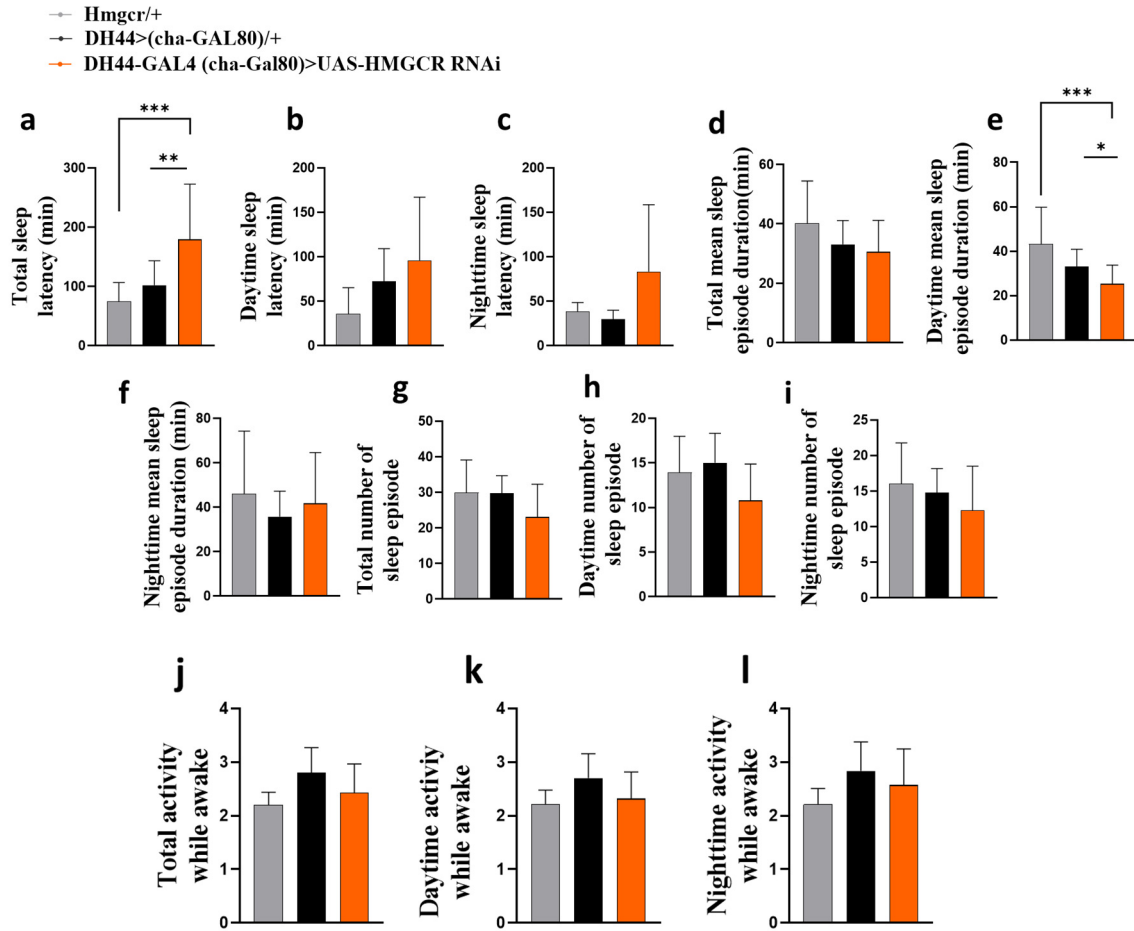 Hmgcr/+
DH44>(cha-GAL80)/+
DH44-GAL4 (cha-Gal80)>UAS-HMGCR RNAi
a
***
**
Total sleep
latency (min)
300
200
100
0
b
Daytime sleep
latency (min)
200
150
100
50
0
c
Nighttime sleep
latency (min)
200
150
100
50
0
d
Total mean sleep
episode duration(min)
60
40
20
0
e
***
*
Daytime mean sleep
episode duration (min)
80
60
40
20
0
f
Nighttime mean sleep
episode duration (min)
80
60
40
20
0
g
Total number of
sleep episode
50
40
30
20
10
0
h
Daytime number of
sleep episode
20
15
10
5
0
i
Nighttime number of
sleep episode
25
20
15
10
5
0
j
Total activity
while awake
4
3
2
1
0
k
Daytime activiy
while awake
4
3
2
1
0
l
Nighttime activity
while awake
4
3
2
1
0